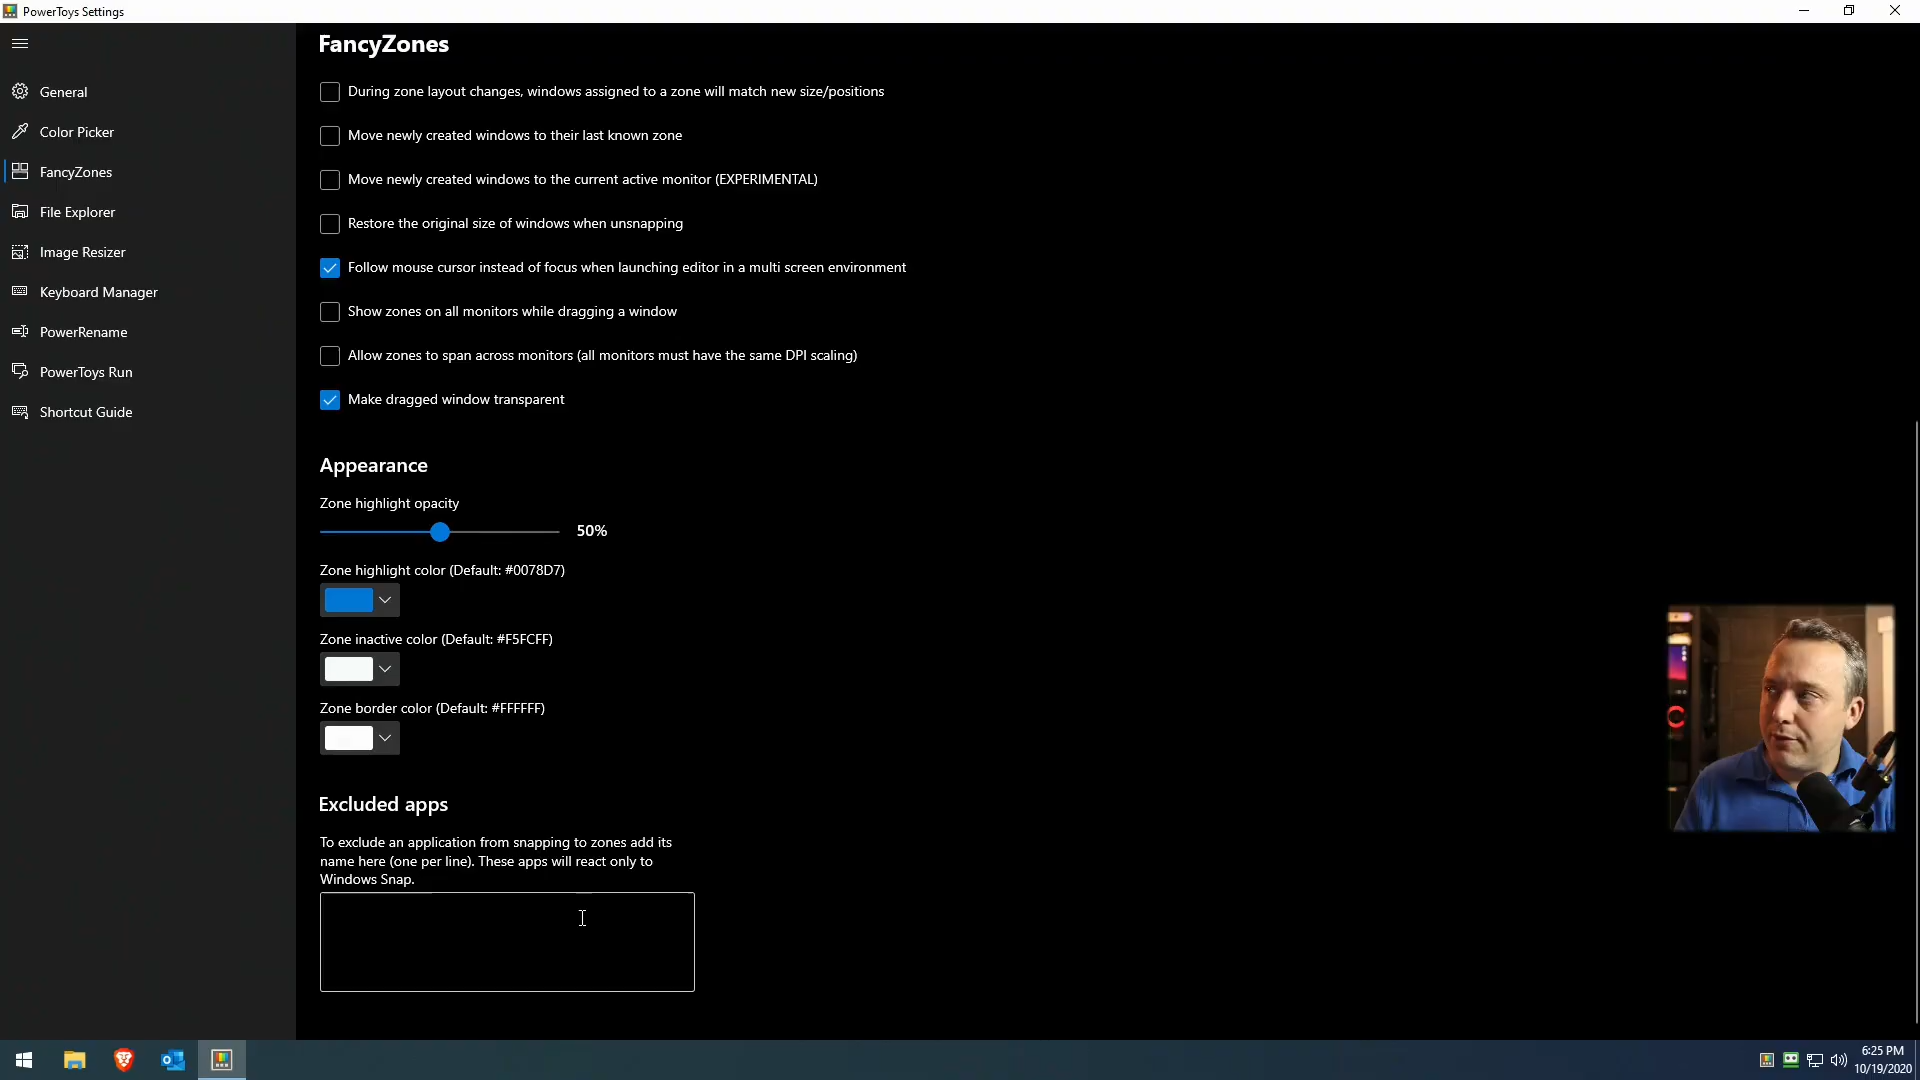 PowerToys Settings
General
Color Picker
FancyZones
File Explorer
Image Resizer
Keyboard Manager
PowerRename
PowerToys Run
Shortcut Guide
FancyZones
During zone layout changes, windows assigned to a zone will match new size/positions
Move newly created windows to their last known zone
Move newly created windows to the current active monitor (EXPERIMENTAL)
Restore the original size of windows when unsnapping
Follow mouse cursor instead of focus when launching editor in a multi screen environment
Show zones on all monitors while dragging a window
Allow zones to span across monitors (all monitors must have the same DPI scaling)
Make dragged window transparent
Appearance
Zone highlight opacity
50%
Zone highlight color (Default: #0078D7)
Zone inactive color (Default: #F5FCFF)
Zone border color (Default: #FFFFFF)
Excluded apps
To exclude an application from snapping to zones add its
name here (one per line). These apps will react only to
Windows Snap.
6:25 PM
10/19/2020